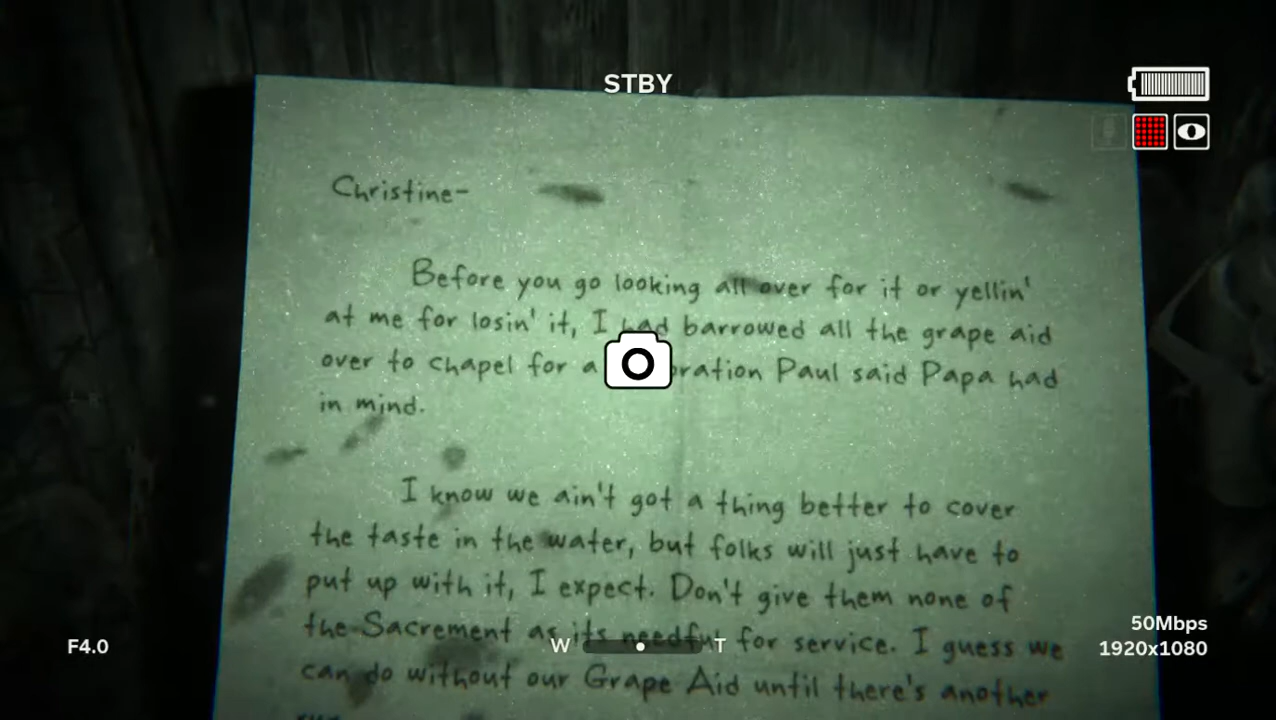 STBY
Christine-
Before you go looking all over for it or yellin'
at me for losin' it, I had barrowed all the grape aid
over to chapel for a bration Paul said Papa had
in mind.
I know we ain't got a thing better to cover
the taste in the water, but folks will just have to
put up with it, I expect. Don't give them none of
the Sacrement as its needful for service. I guess we
can do without our Grape Aid until there's another
F4.0
W T
50Mbps
1920x1080